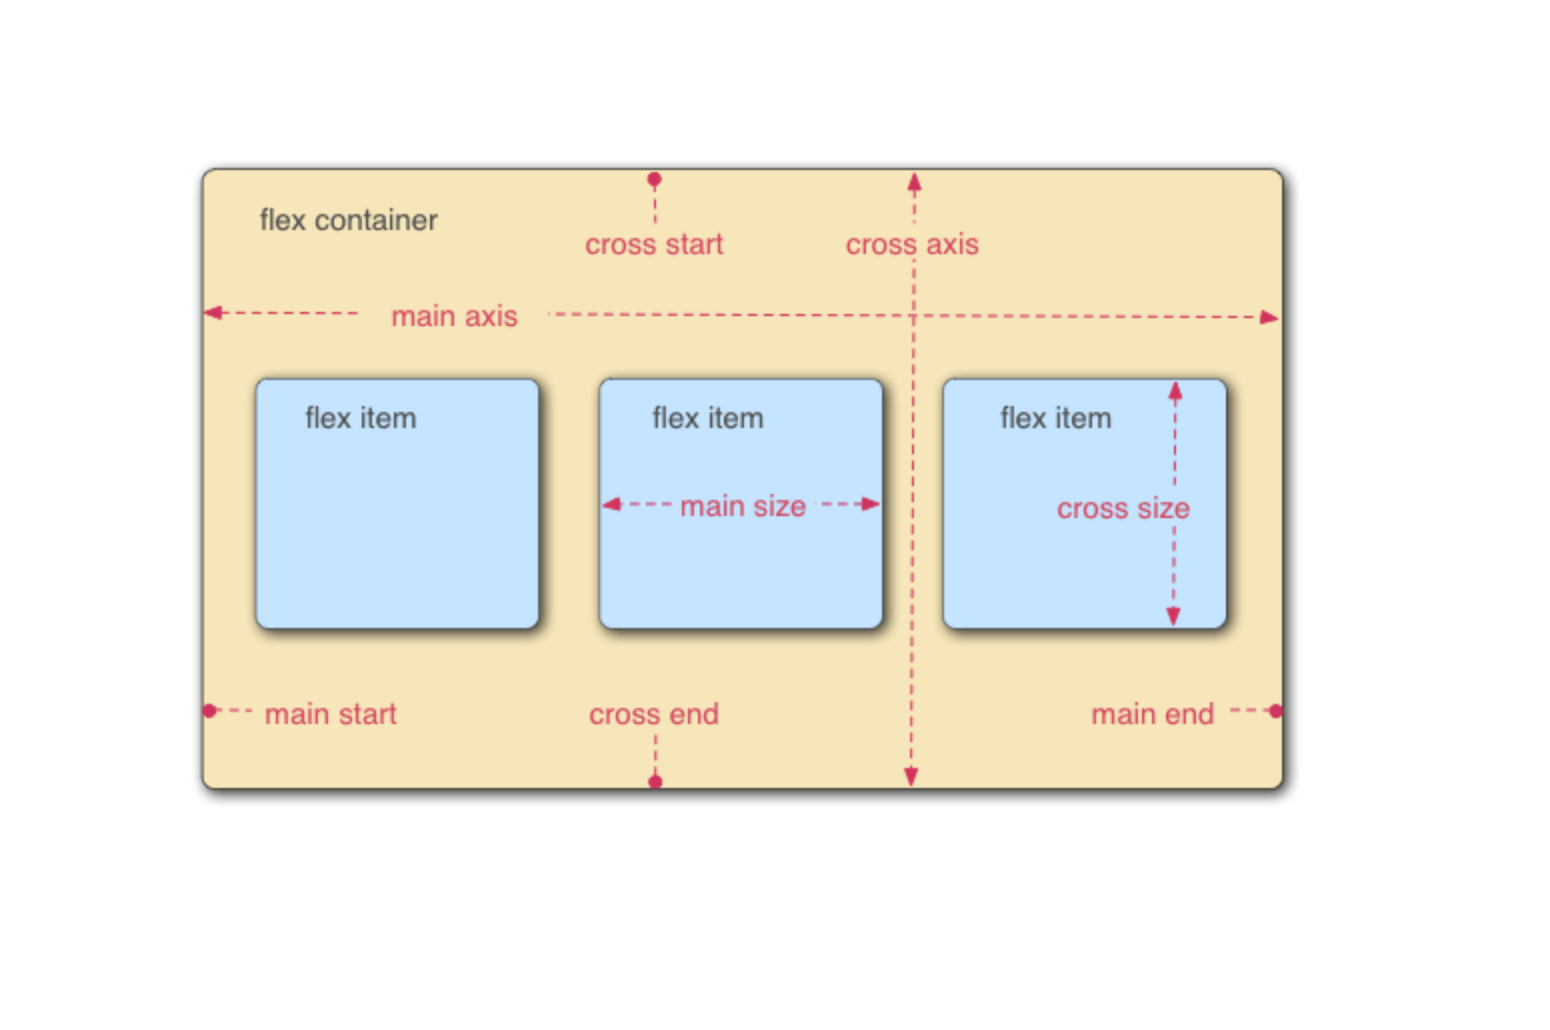 flex container
cross start
cross axis
main axis
flex item
flex item
flex item
main size
cross size
main start
cross end
main end